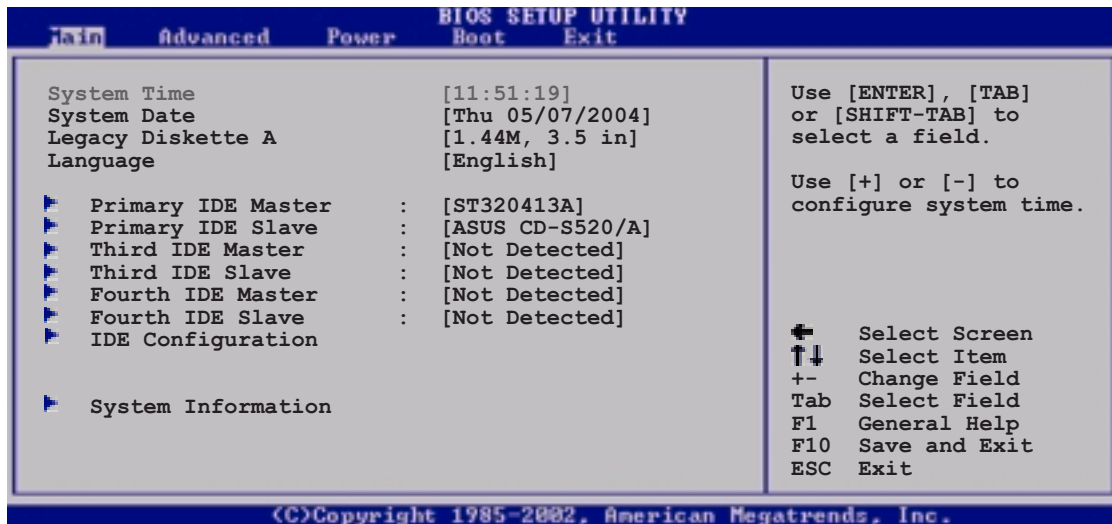 BIOS SETUP UTILITY
Main Advanced Power Boot Exit
System Time [11:51:19]
System Date [Thu 05/07/2004]
Legacy Diskette A [1.44M, 3.5 in]
Language [English]
Primary IDE Master : [ST320413A]
Primary IDE Slave : [ASUS CD-S520/A]
Third IDE Master : [Not Detected]
Third IDE Slave : [Not Detected]
Fourth IDE Master : [Not Detected]
Fourth IDE Slave : [Not Detected]
IDE Configuration
System Information
Use [ENTER], [TAB]
or [SHIFT-TAB] to
select a field.
Use [+] or [-] to
configure system time.
Select Screen
Select Item
+- Change Field
Tab Select Field
F1 General Help
F10 Save and Exit
ESC Exit
(C)Copyright 1985-2002, American Megatrends, Inc.